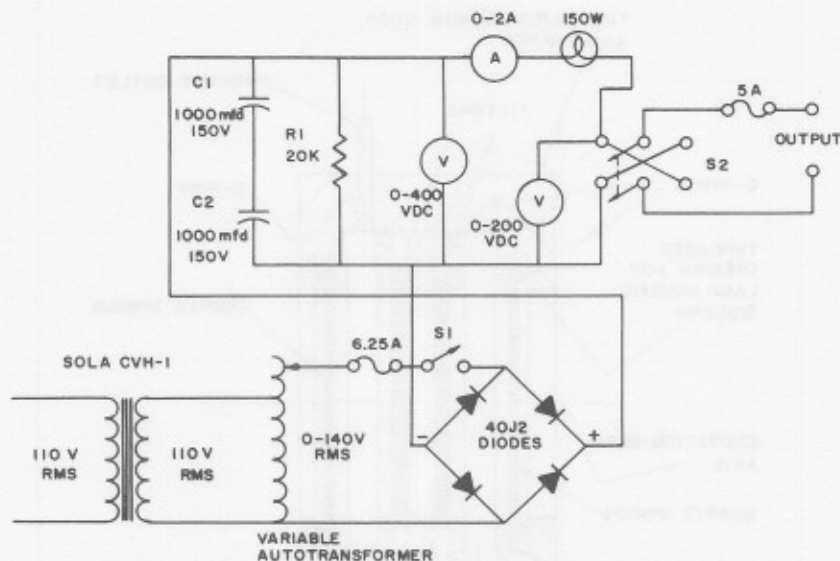 0-2A
150W
A
C1
1000 mfd
150V
R1
20K
V
0-400
VDC
V
0-200
VDC
5A
OUTPUT
S2
C2
1000 mfd
150V
SOLA CVH-1
6.25A
S1
110 V
RMS
110V
RMS
0-140V
RMS
-
40J2
DIODES
+
VARIABLE
AUTOTRANSFORMER